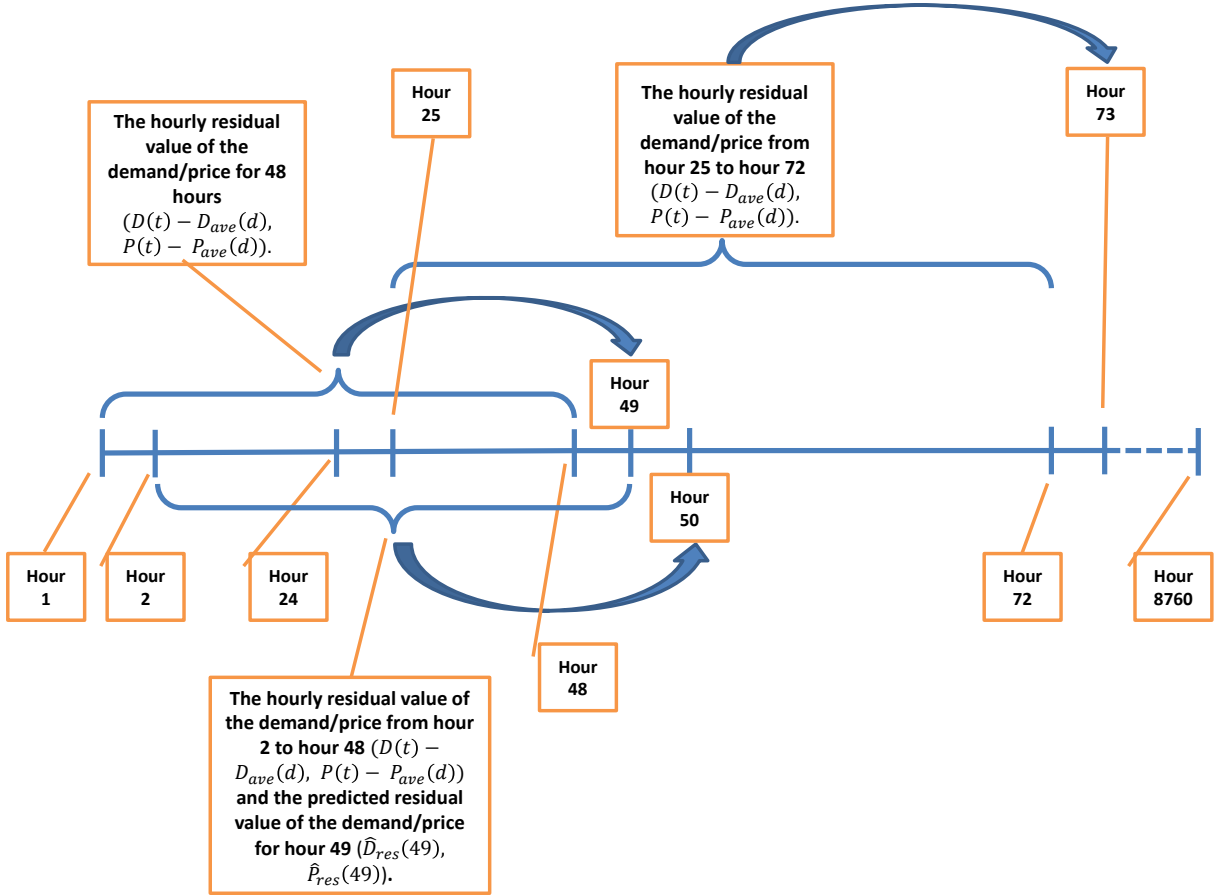 The hourly residual
value of the
demand/price for 48
hours
(D(t) − D_ave(d),
P(t) − P_ave(d)).
Hour
25
The hourly residual
value of the
demand/price from
hour 25 to hour 72
(D(t) − D_ave(d),
P(t) − P_ave(d)).
Hour
73
Hour
49
Hour
50
Hour
1
Hour
2
Hour
24
Hour
48
Hour
72
Hour
8760
The hourly residual value of
the demand/price from hour
2 to hour 48 (D(t) −
D_ave(d), P(t) − P_ave(d))
and the predicted residual
value of the demand/price
for hour 49 (D̂_res(49),
P̂_res(49)).